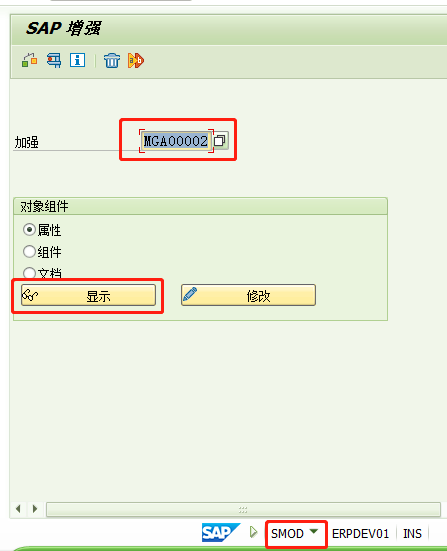 SAP 增强
加强 MGA00002
对象组件
属性
组件
文档
显示 修改
SAP SMOD ERPDEV01 INS